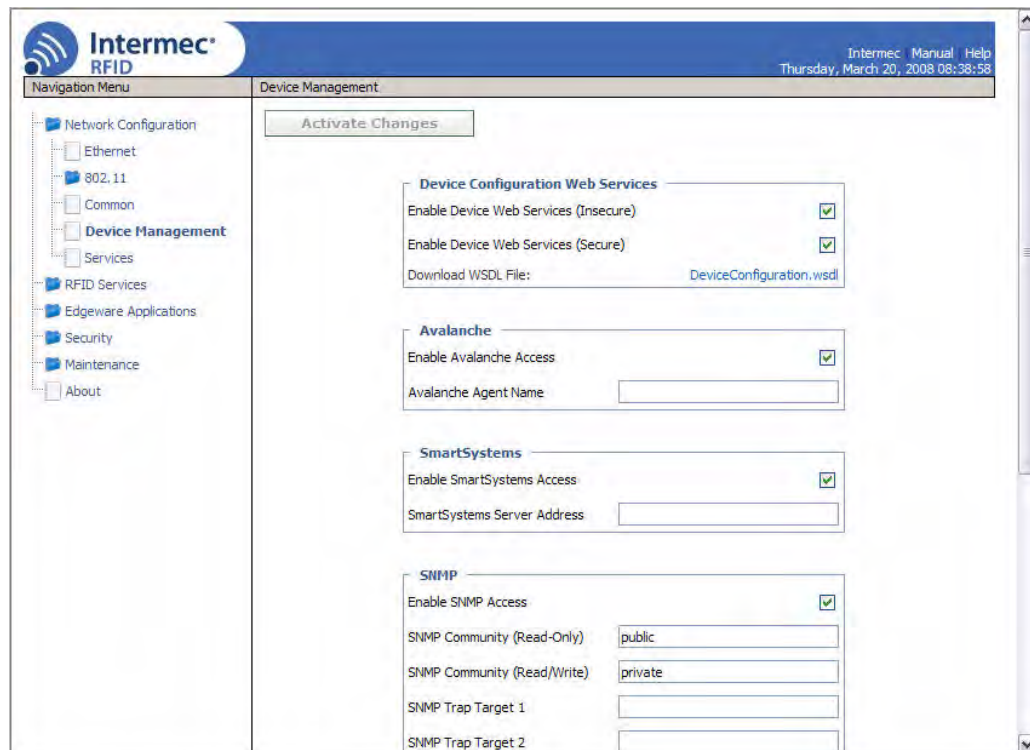 Intermec
RFID
Intermec Manual Help
Thursday, March 20, 2008 08:38:58
Navigation Menu
Device Management
Network Configuration
Ethernet
802.11
Common
Device Management
Services
RFID Services
Edgeware Applications
Security
Maintenance
About
Activate Changes
Device Configuration Web Services
Enable Device Web Services (Insecure)
Enable Device Web Services (Secure)
Download WSDL File: DeviceConfiguration.wsdl
Avalanche
Enable Avalanche Access
Avalanche Agent Name
SmartSystems
Enable SmartSystems Access
SmartSystems Server Address
SNMP
Enable SNMP Access
SNMP Community (Read-Only) public
SNMP Community (Read/Write) private
SNMP Trap Target 1
SNMP Trap Target 2